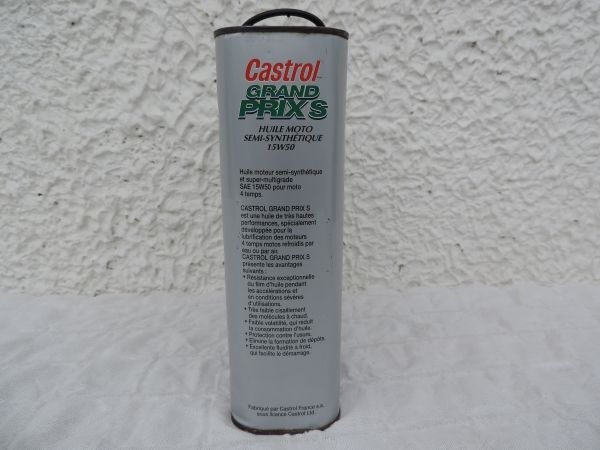 Castrol
GRAND
PRIX S
HUILE MOTO
SEMI-SYNTHÉTIQUE
15W50
Huile moteur semi-synthétique
et super-multigrade
SAE 15W50 pour moto
4 temps.
CASTROL GRAND PRIX S
est une huile de très hautes
performances, spécialement
développée pour la
lubrification des moteurs
4 temps motos refroidis par
eau ou par air.
CASTROL GRAND PRIX S
présente les avantages
suivants :
• Résistance exceptionnelle
du film d'huile pendant
les accélérations et
en conditions sévères
d'utilisations.
• Très faible cisaillement
des molécules à chaud.
• Faible volatilité, qui réduit
la consommation d'huile.
• Protection contre l'usure.
• Elimine la formation de dépôts.
• Excellente fluidité à froid,
qui facilite le démarrage.
Fabriqué par Castrol France s.a.
sous licence Castrol Ltd.